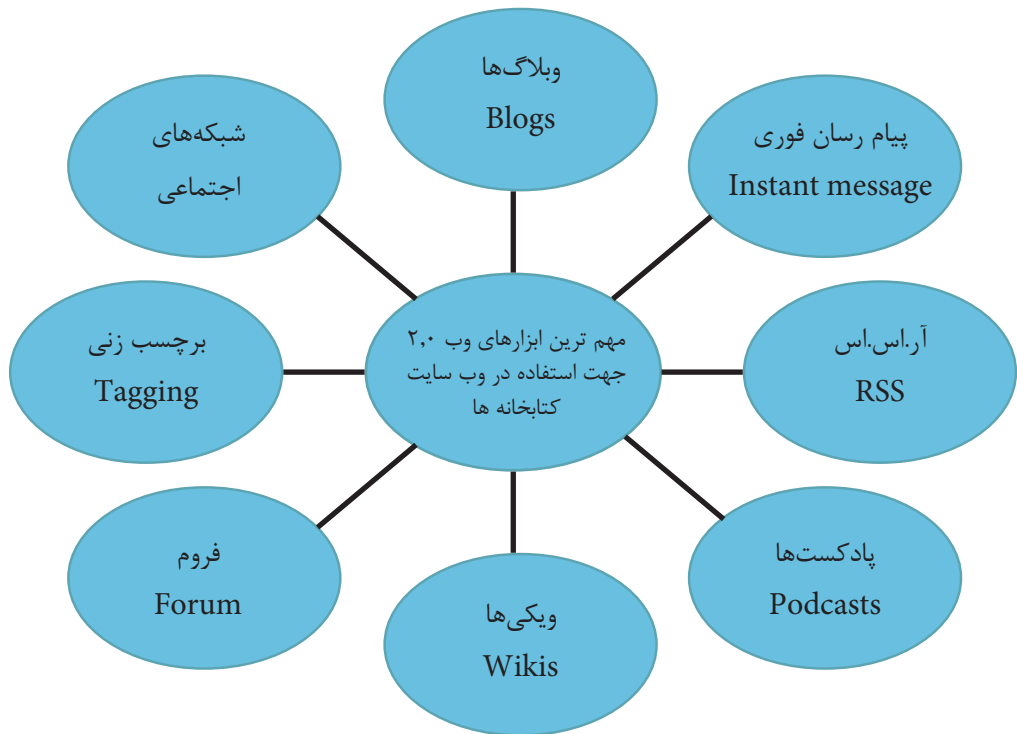 وبلاگ‌ها
Blogs
پیام رسان فوری
Instant message
شبکه‌های
اجتماعی
مهم ترین ابزارهای وب ۲,۰
جهت استفاده در وب سایت
کتابخانه ها
آر.اس.اس
RSS
برچسب زنی
Tagging
پادکست‌ها
Podcasts
فروم
Forum
ویکی‌ها
Wikis